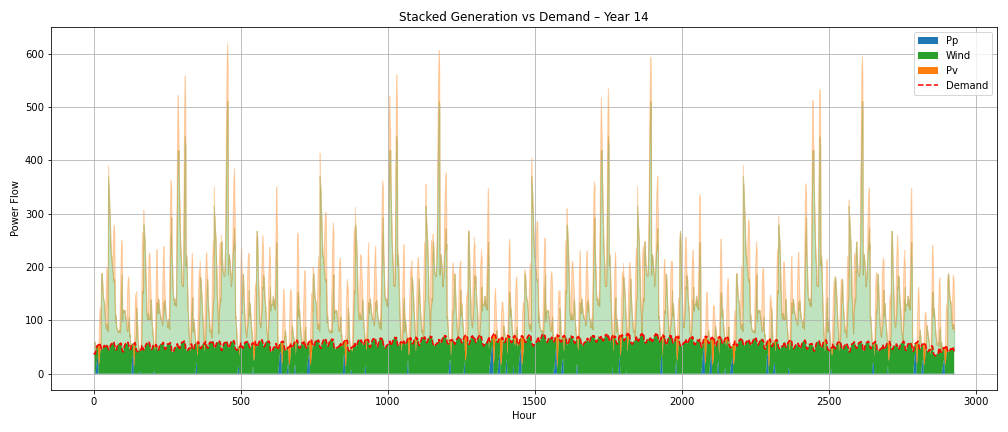 Stacked Generation vs Demand – Year 14
Pp
Wind
Pv
Demand
Power Flow
600
500
400
300
200
100
0
0
500
1000
1500
2000
2500
3000
Hour